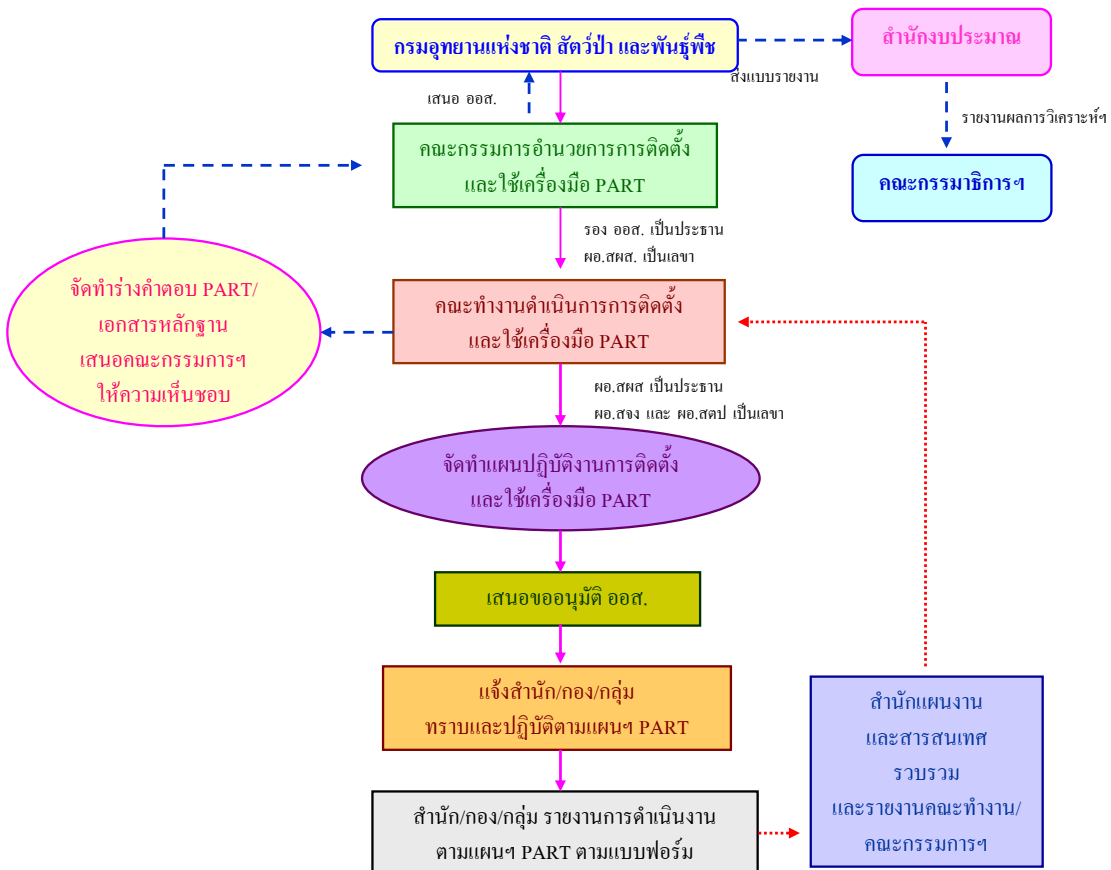 กรมอุทยานแห่งชาติ สัตว์ป่า และพันธุ์พืช
สำนักงบประมาณ
ส่งแบบรายงาน
เสนอ ออส.
รายงานผลการวิเคราะห์ฯ
คณะกรรมการอำนวยการการติดตั้ง
และใช้เครื่องมือ PART
คณะกรรมาธิการฯ
รอง ออส. เป็นประธาน
ผอ.สผส. เป็นเลขา
จัดทำร่างคำตอบ PART/
เอกสารหลักฐาน
เสนอคณะกรรมการฯ
ให้ความเห็นชอบ
คณะทำงานดำเนินการการติดตั้ง
และใช้เครื่องมือ PART
ผอ.สผส เป็นประธาน
ผอ.สจง และ ผอ.สตป เป็นเลขา
จัดทำแผนปฏิบัติงานการติดตั้ง
และใช้เครื่องมือ PART
เสนอขออนุมัติ ออส.
แจ้งสำนัก/กอง/กลุ่ม
ทราบและปฏิบัติตามแผนฯ PART
สำนัก/กอง/กลุ่ม รายงานการดำเนินงาน
ตามแผนฯ PART ตามแบบฟอร์ม
สำนักแผนงาน
และสารสนเทศ
รวบรวม
และรายงานคณะทำงาน/
คณะกรรมการฯ